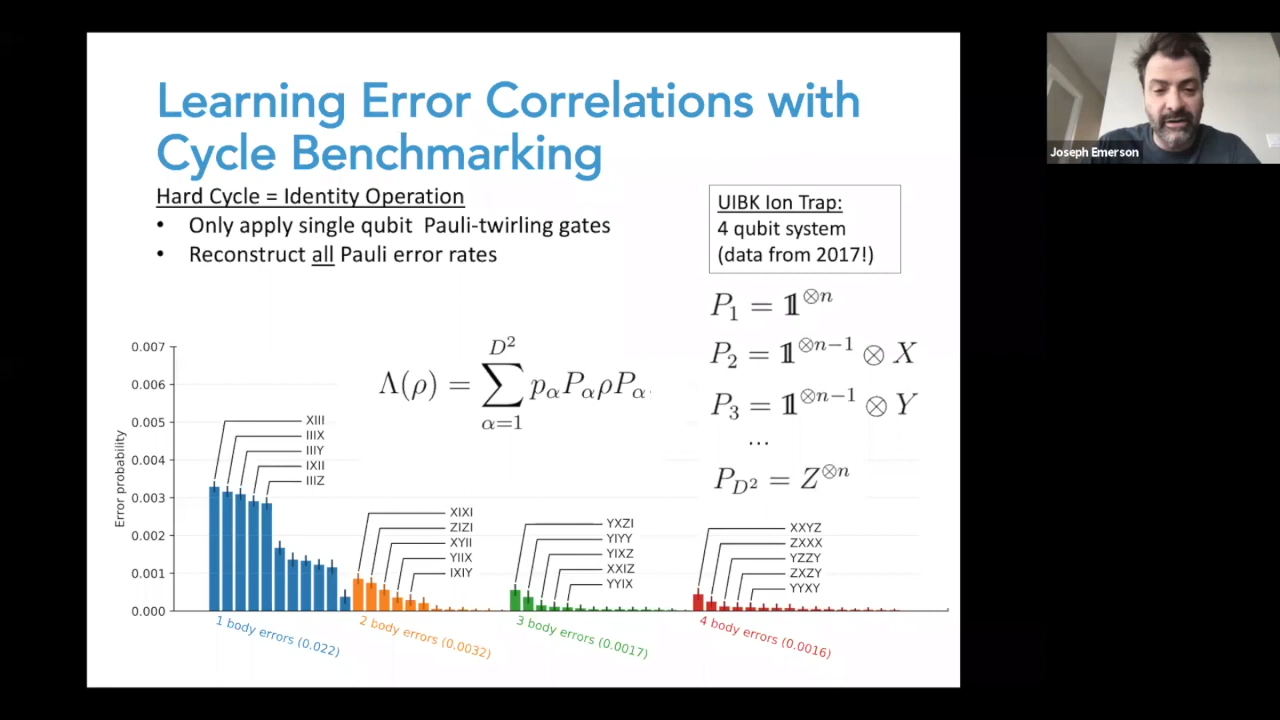 Learning Error Correlations with
Cycle Benchmarking
Hard Cycle = Identity Operation
• Only apply single qubit Pauli-twirling gates
• Reconstruct all Pauli error rates
UIBK Ion Trap:
4 qubit system
(data from 2017!)
P₁ = 𝟙^{⊗n}
P₂ = 𝟙^{⊗n−1} ⊗ X
P₃ = 𝟙^{⊗n−1} ⊗ Y
...
P_{D²} = Z^{⊗n}
Λ(ρ) = ∑_{α=1}^{D²} p_α P_α ρ P_α.
Error probability
0.007
0.006
0.005
0.004
0.003
0.002
0.001
0.000
XIII
IIIX
IIIY
IXII
IIIZ
XIXI
ZIZI
XYII
YIIX
IXIY
YXZI
YIYY
YIXZ
XXIZ
YYIX
XXYZ
ZXXX
YZZY
ZXZY
YYXY
1 body errors (0.022)
2 body errors (0.0032)
3 body errors (0.0017)
4 body errors (0.0016)
Joseph Emerson